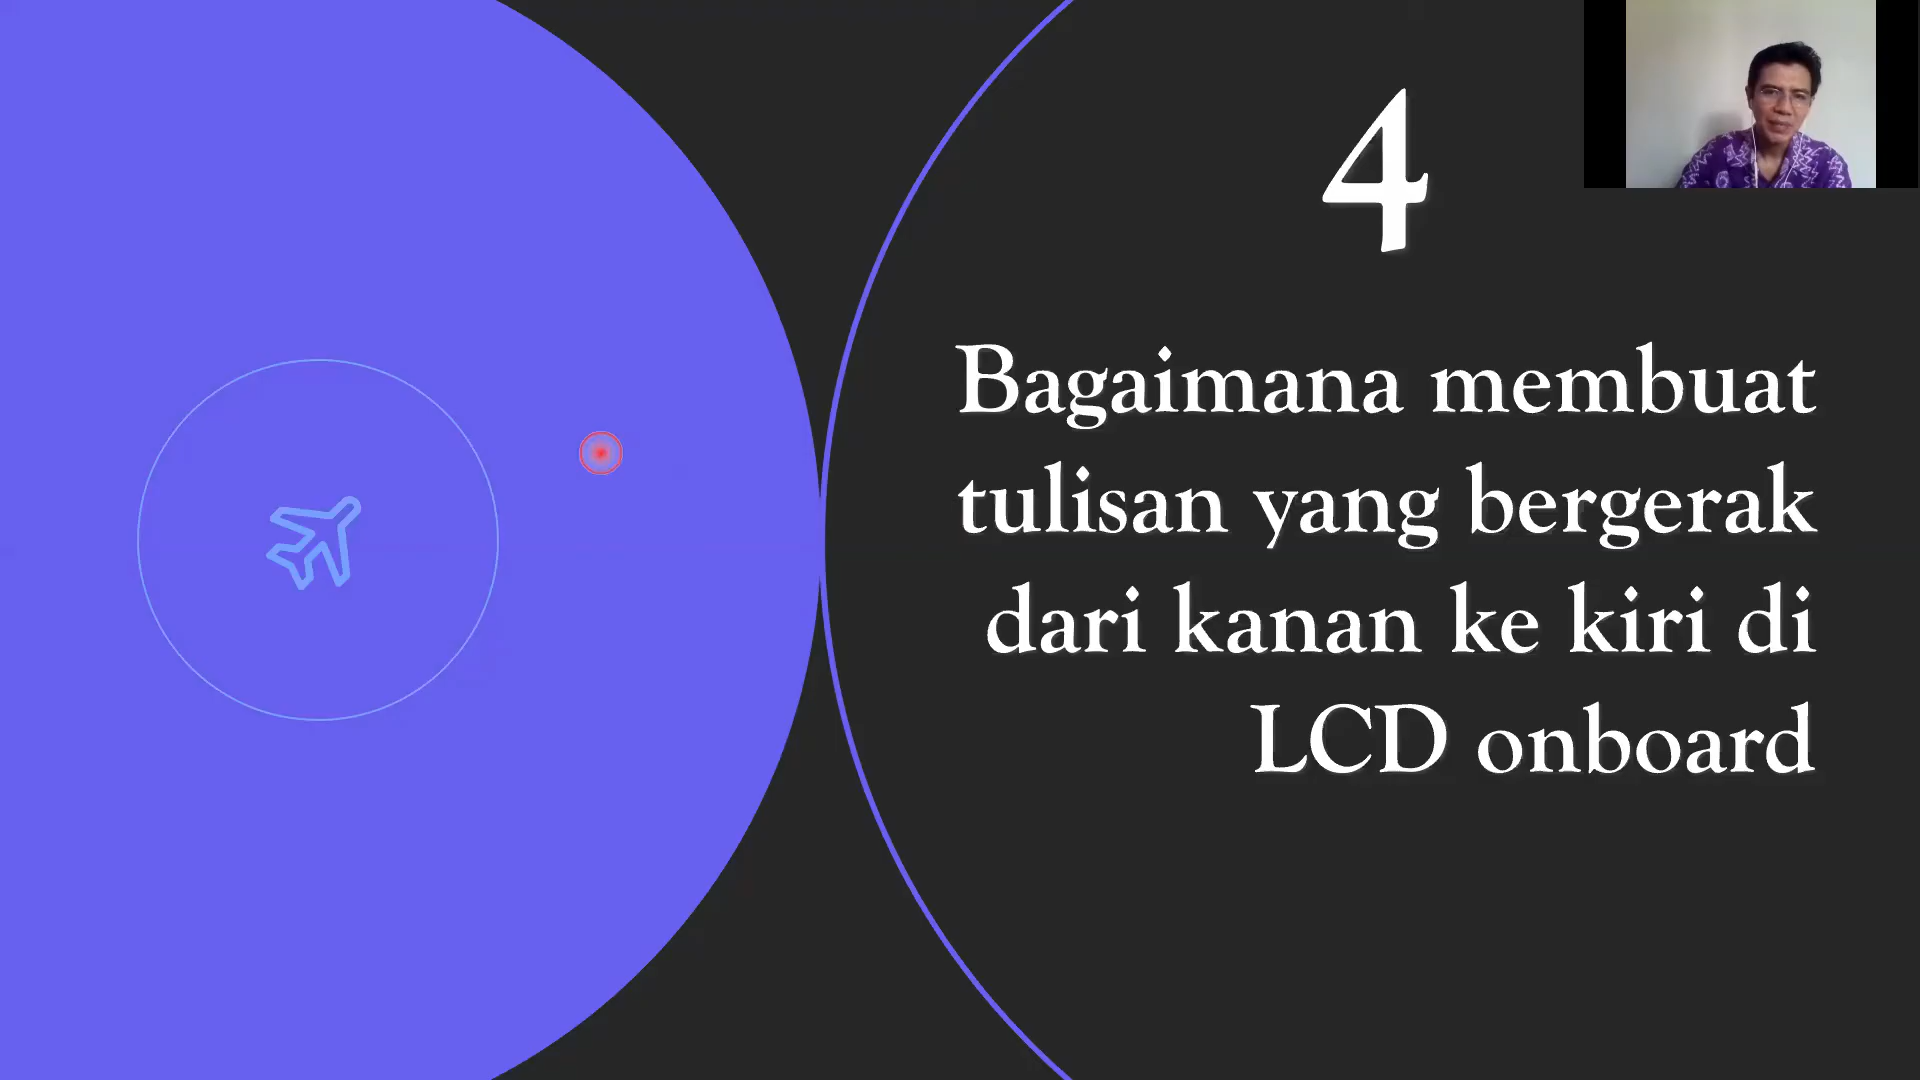 4
Bagaimana membuat
tulisan yang bergerak
dari kanan ke kiri di
LCD onboard